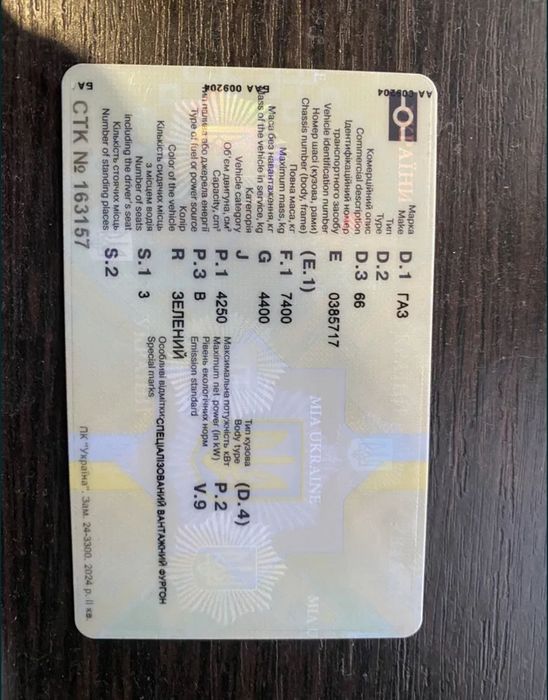 АА 009204
БА
АА 009204
БА
РАЇНИ
MIA UKRAINE
MIA UKR
Марка
Make D.1 ГАЗ
Тип
Type D.2
Комерційний опис
Commercial description D.3 66
Ідентифікаційний номер
транспортного засобу
Vehicle identification number E 0385717
Номер шасі (кузова, рами)
Chassis number (body, frame) (E.1)
Повна маса, кг
Maximum mass, kg F.1 7400
Маса без навантаження, кг
Mass of the vehicle in service, kg G 4400
Категорія
Vehicle category J
Тип кузова
Body type (D.4)
Об'єм двигуна, см³
Capacity, cm³ P.1 4250
Максимальна потужність кВт
Maximum net power (in kW) P.2
Тип пального або джерела енергії
Type of fuel or power source P.3 B
Рівень екологічних норм
Emission standard V.9
Колір
Color of the vehicle R ЗЕЛЕНИЙ
Кількість сидячих місць
з місцем водія
Number of seats
including the driver's seat S.1 3
Особливі відмітки СПЕЦІАЛІЗОВАНИЙ ВАНТАЖНИЙ ФУРГОН
Special marks
Кількість стоячих місць
Number of standing places S.2
СТК № 163157
ПК "Україна". Зам. 24-3300. 2024 р. ІІ кв.